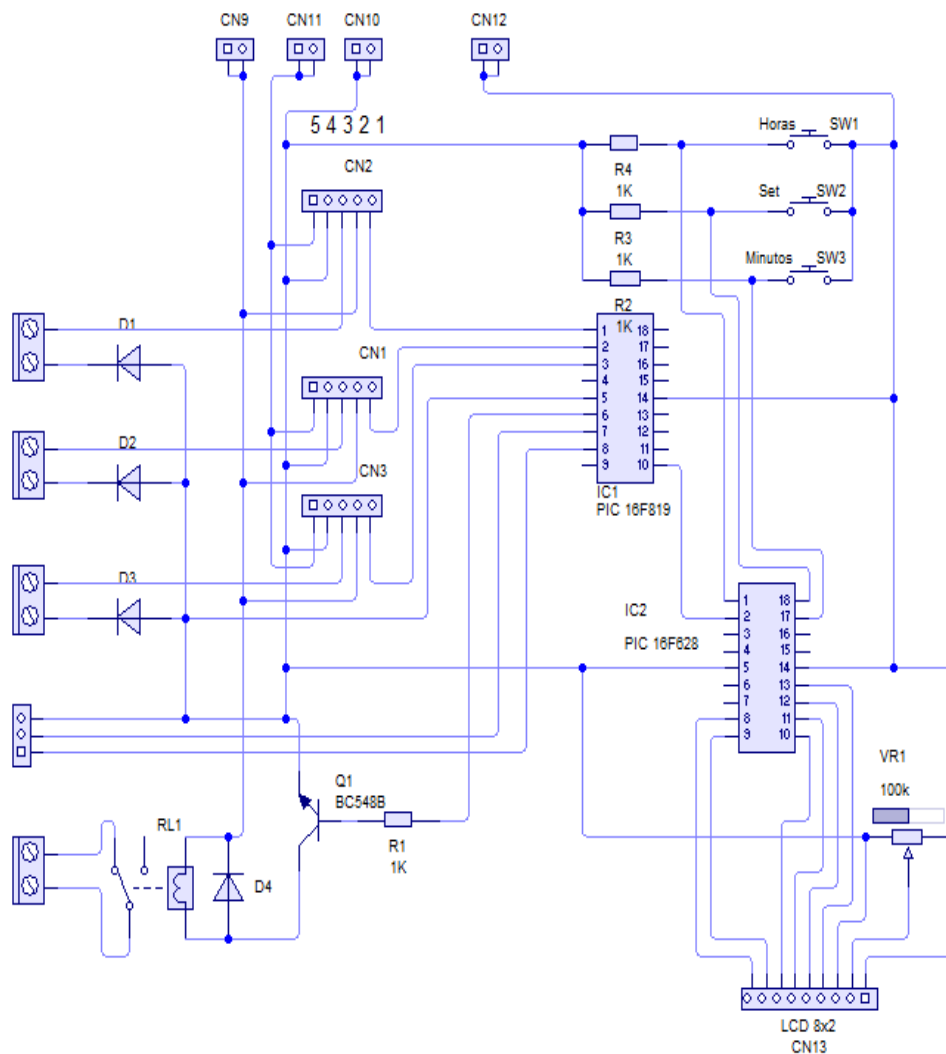 CN9
CN11
CN10
CN12
5 4 3 2 1
Horas
SW1
R4
1K
CN2
Set
SW2
R3
1K
Minutos
SW3
R2
1K
D1
CN1
1 18
2 17
3 16
4 15
5 14
6 13
7 12
8 11
9 10
IC1
PIC 16F819
D2
CN3
D3
IC2
PIC 16F628
1 18
2 17
3 16
4 15
5 14
6 13
7 12
8 11
9 10
VR1
100k
Q1
BC548B
RL1
R1
1K
D4
LCD 8x2
CN13